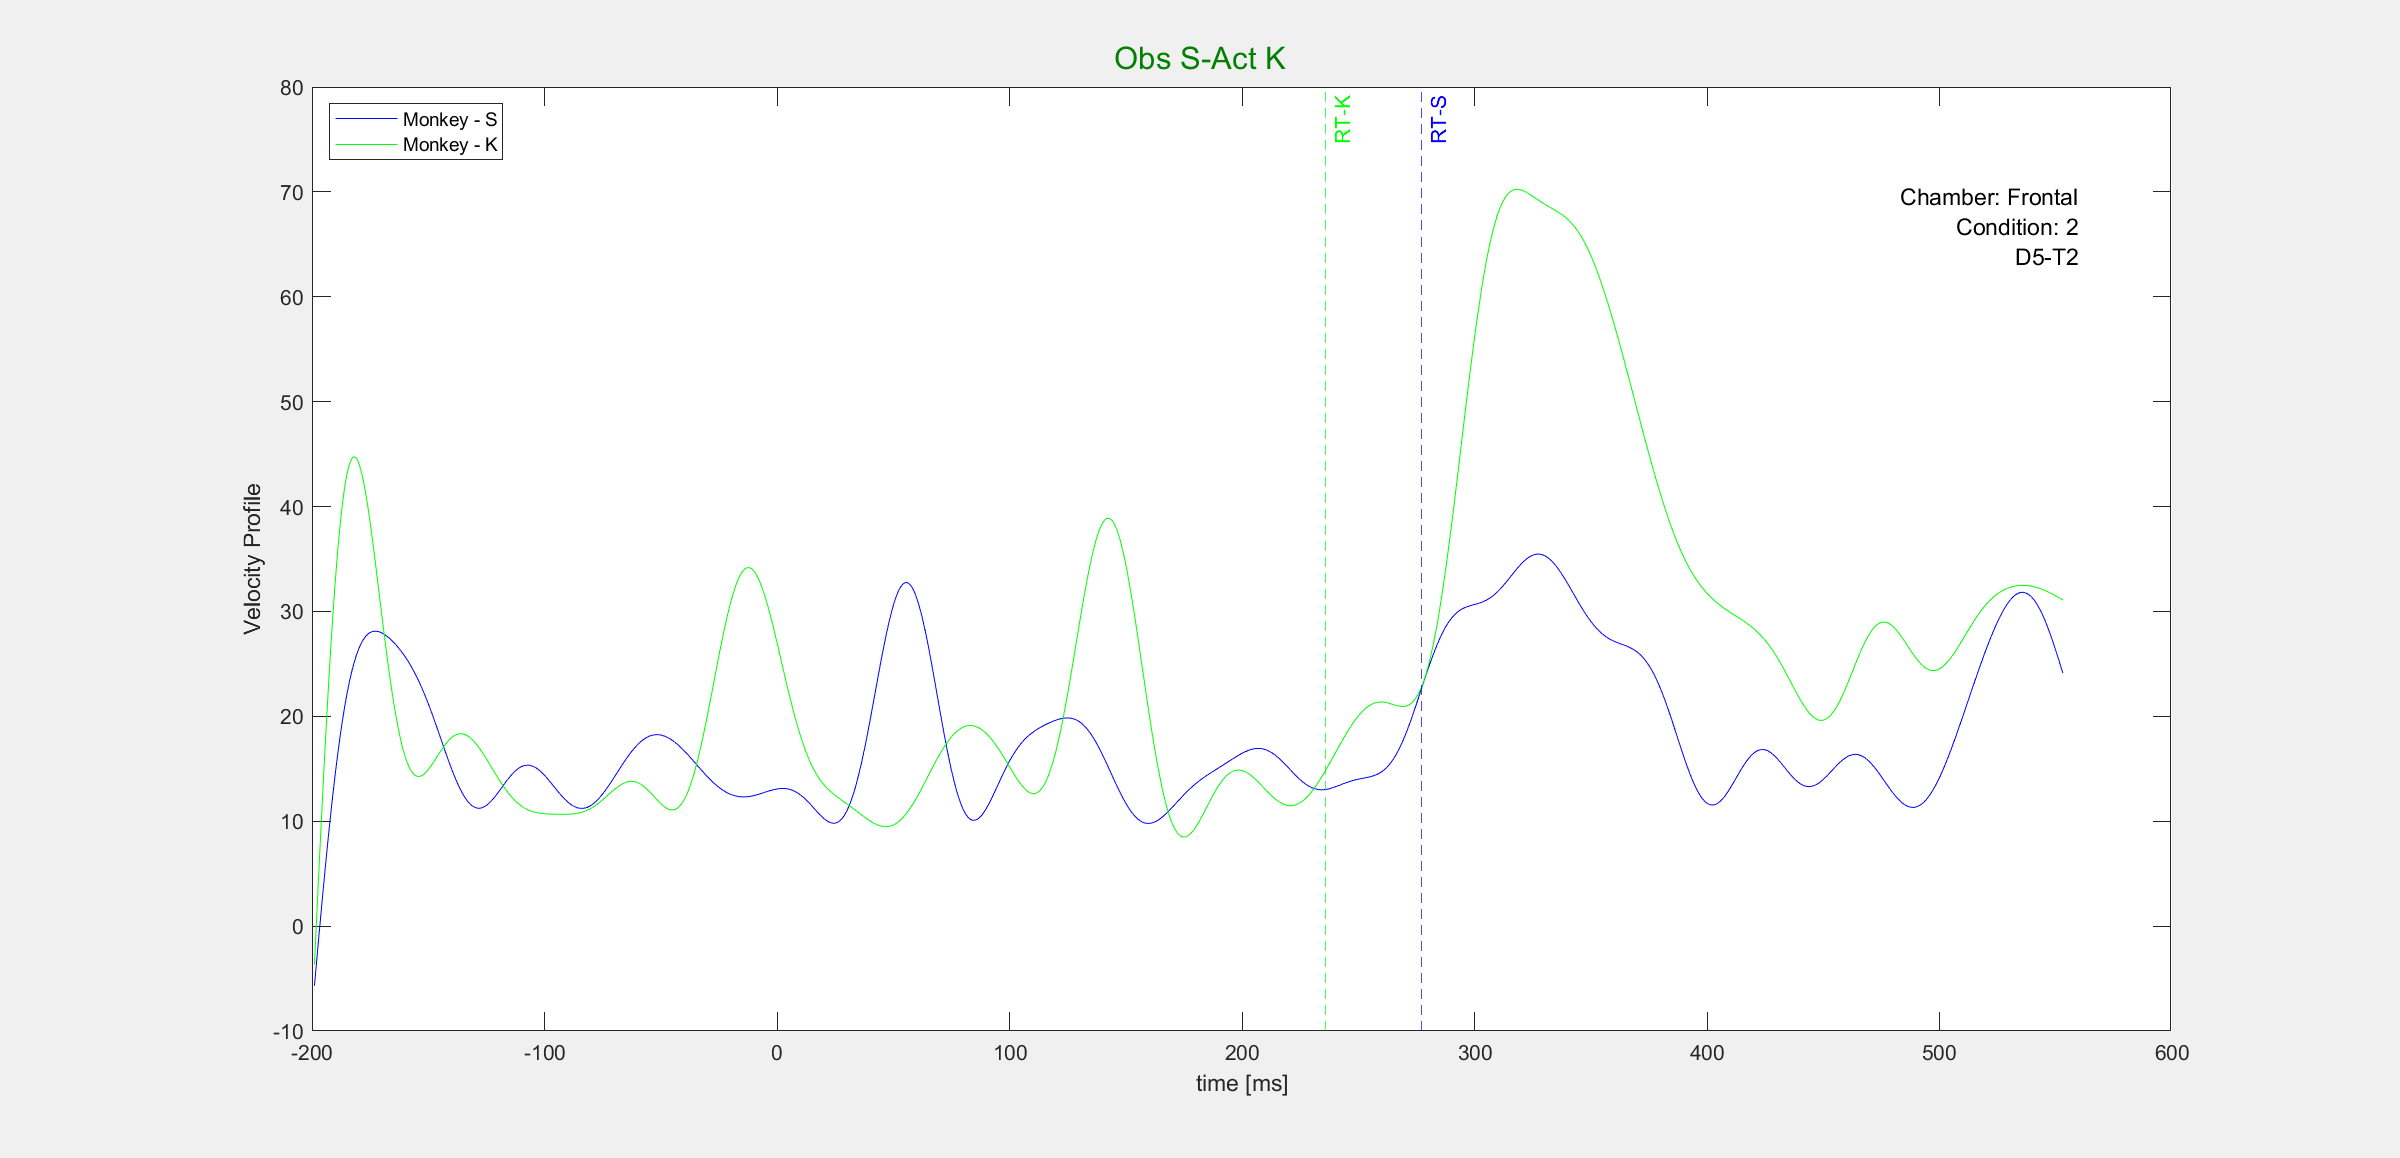 Obs S-Act K
80
70
60
50
40
30
20
10
0
-10
Velocity Profile
Monkey - S
Monkey - K
RT-K
RT-S
Chamber: Frontal
Condition: 2
D5-T2
-200 -100 0 100 200 300 400 500 600
time [ms]